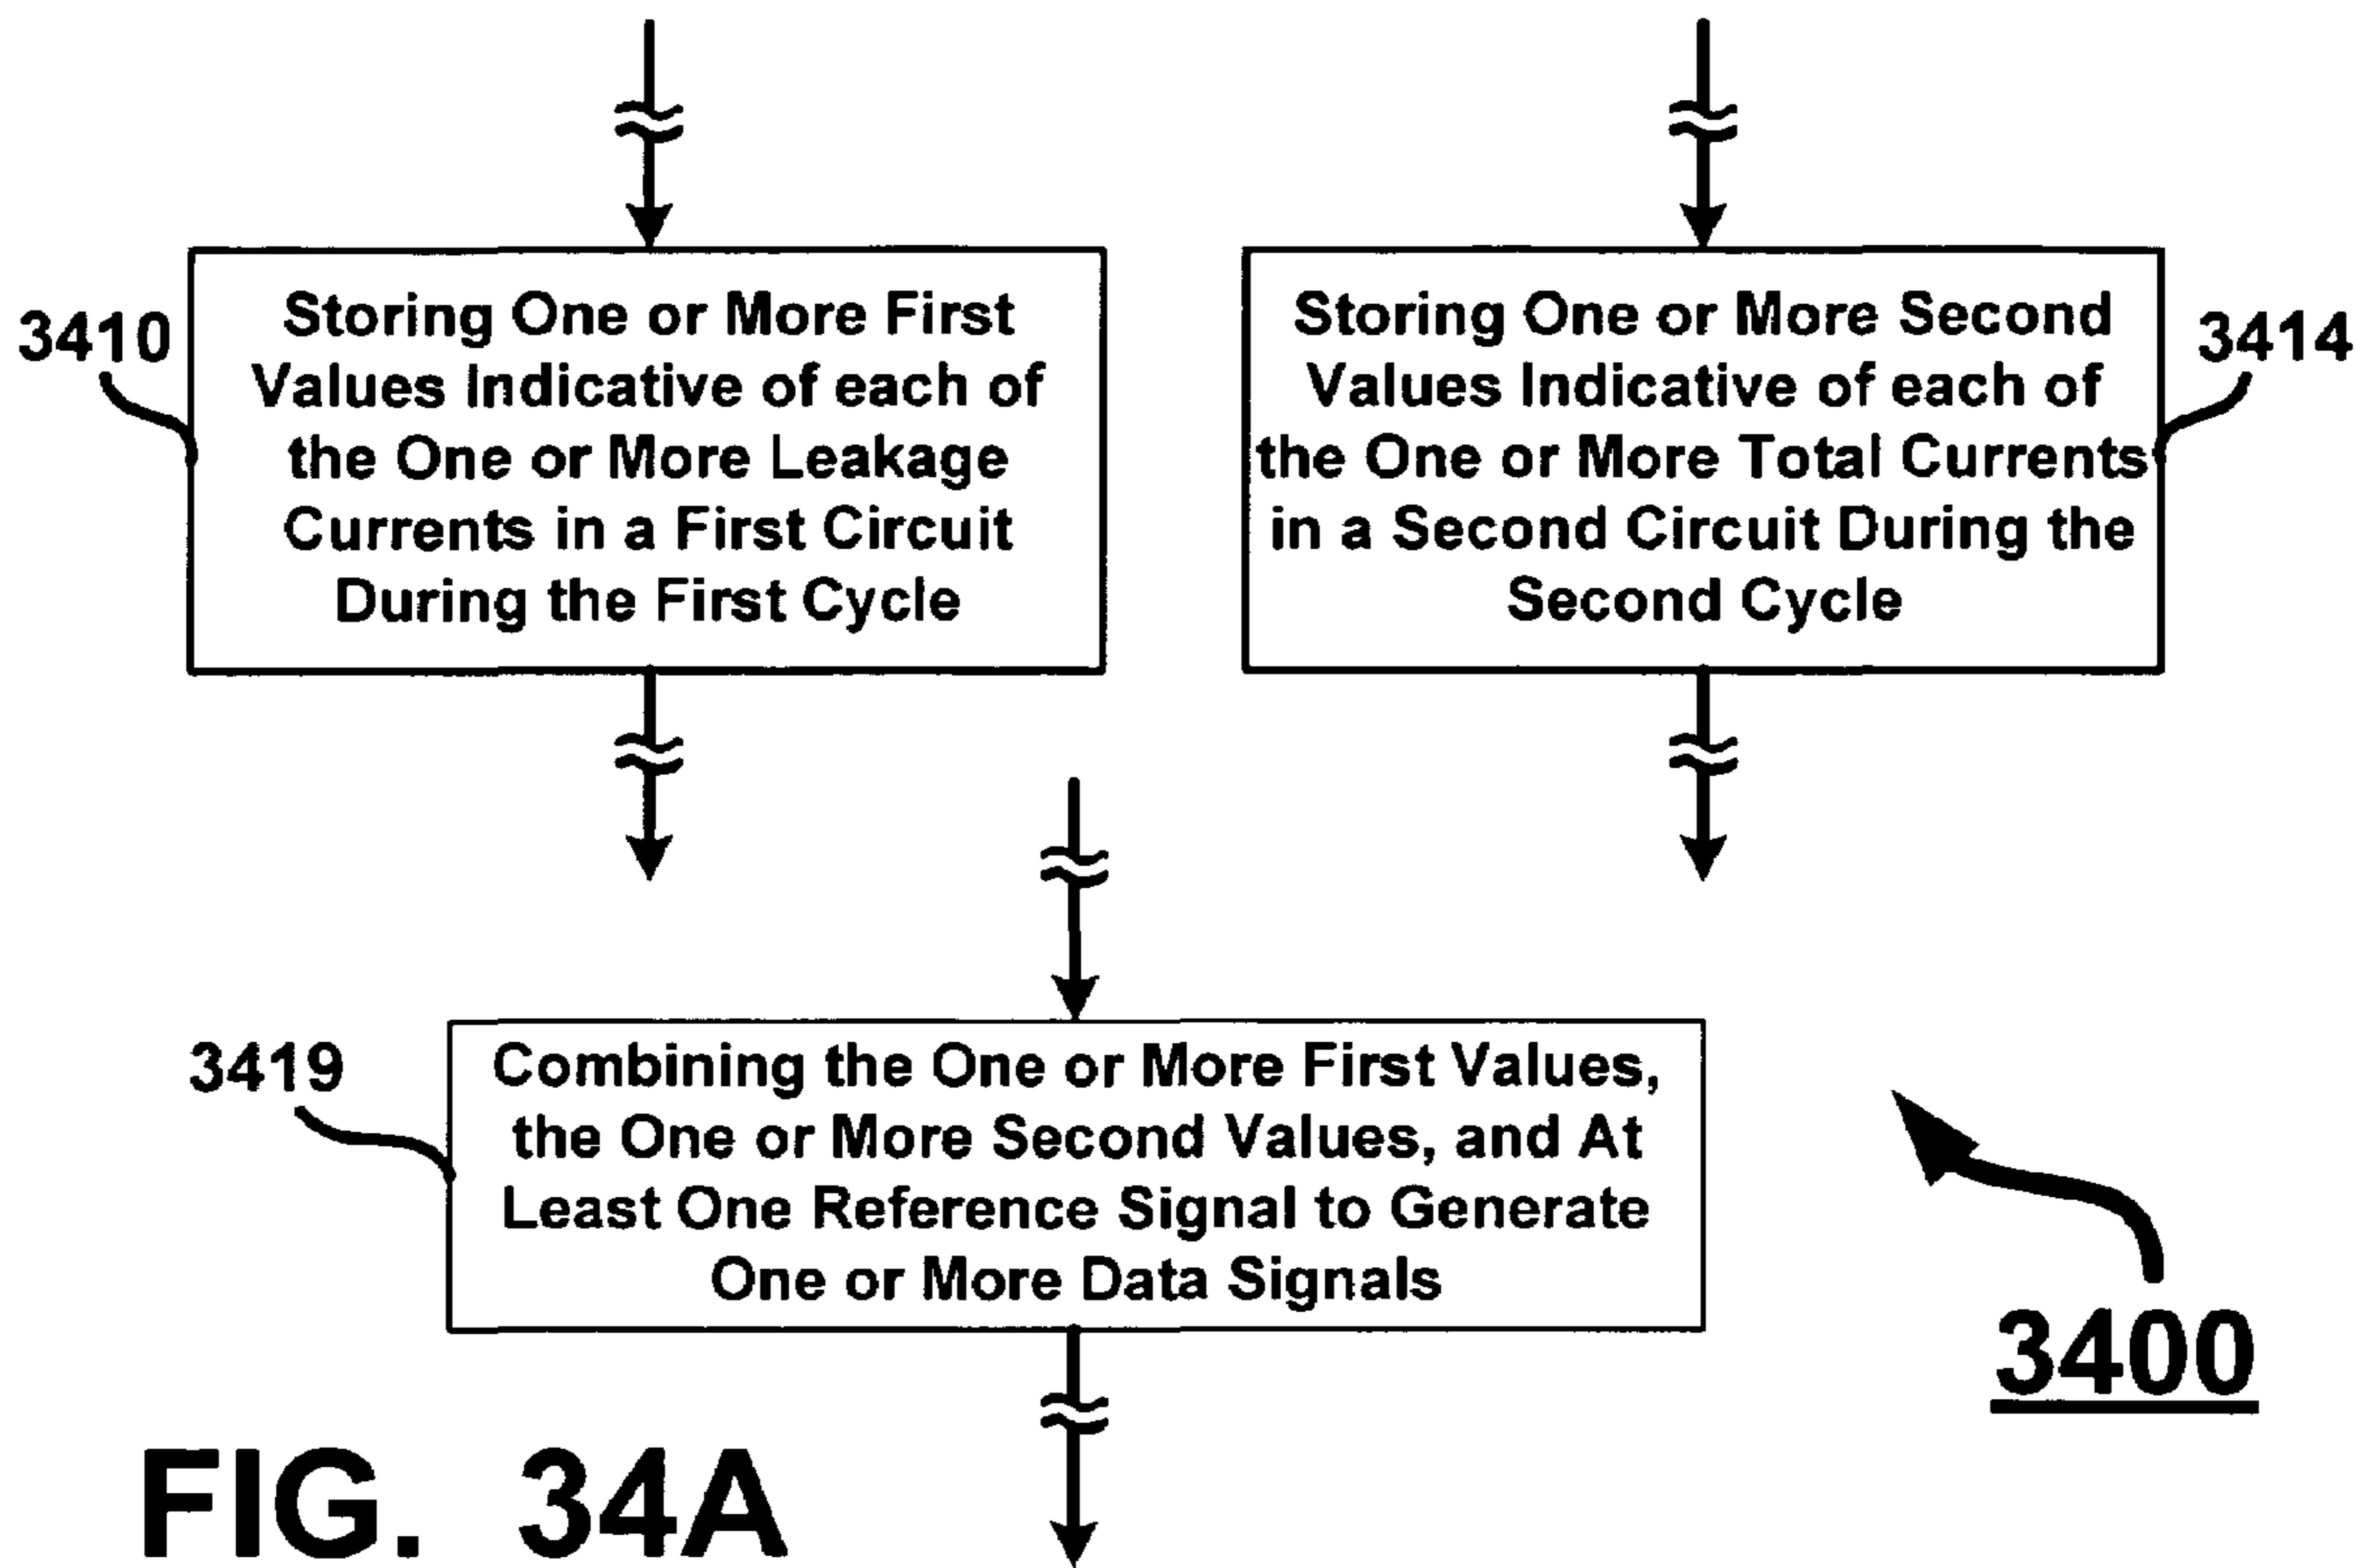 3410
Storing One or More First
Values Indicative of each of
the One or More Leakage
Currents in a First Circuit
During the First Cycle
Storing One or More Second
Values Indicative of each of
the One or More Total Currents
in a Second Circuit During the
Second Cycle
3414
3419
Combining the One or More First Values,
the One or More Second Values, and At
Least One Reference Signal to Generate
One or More Data Signals
3400
FIG. 34A